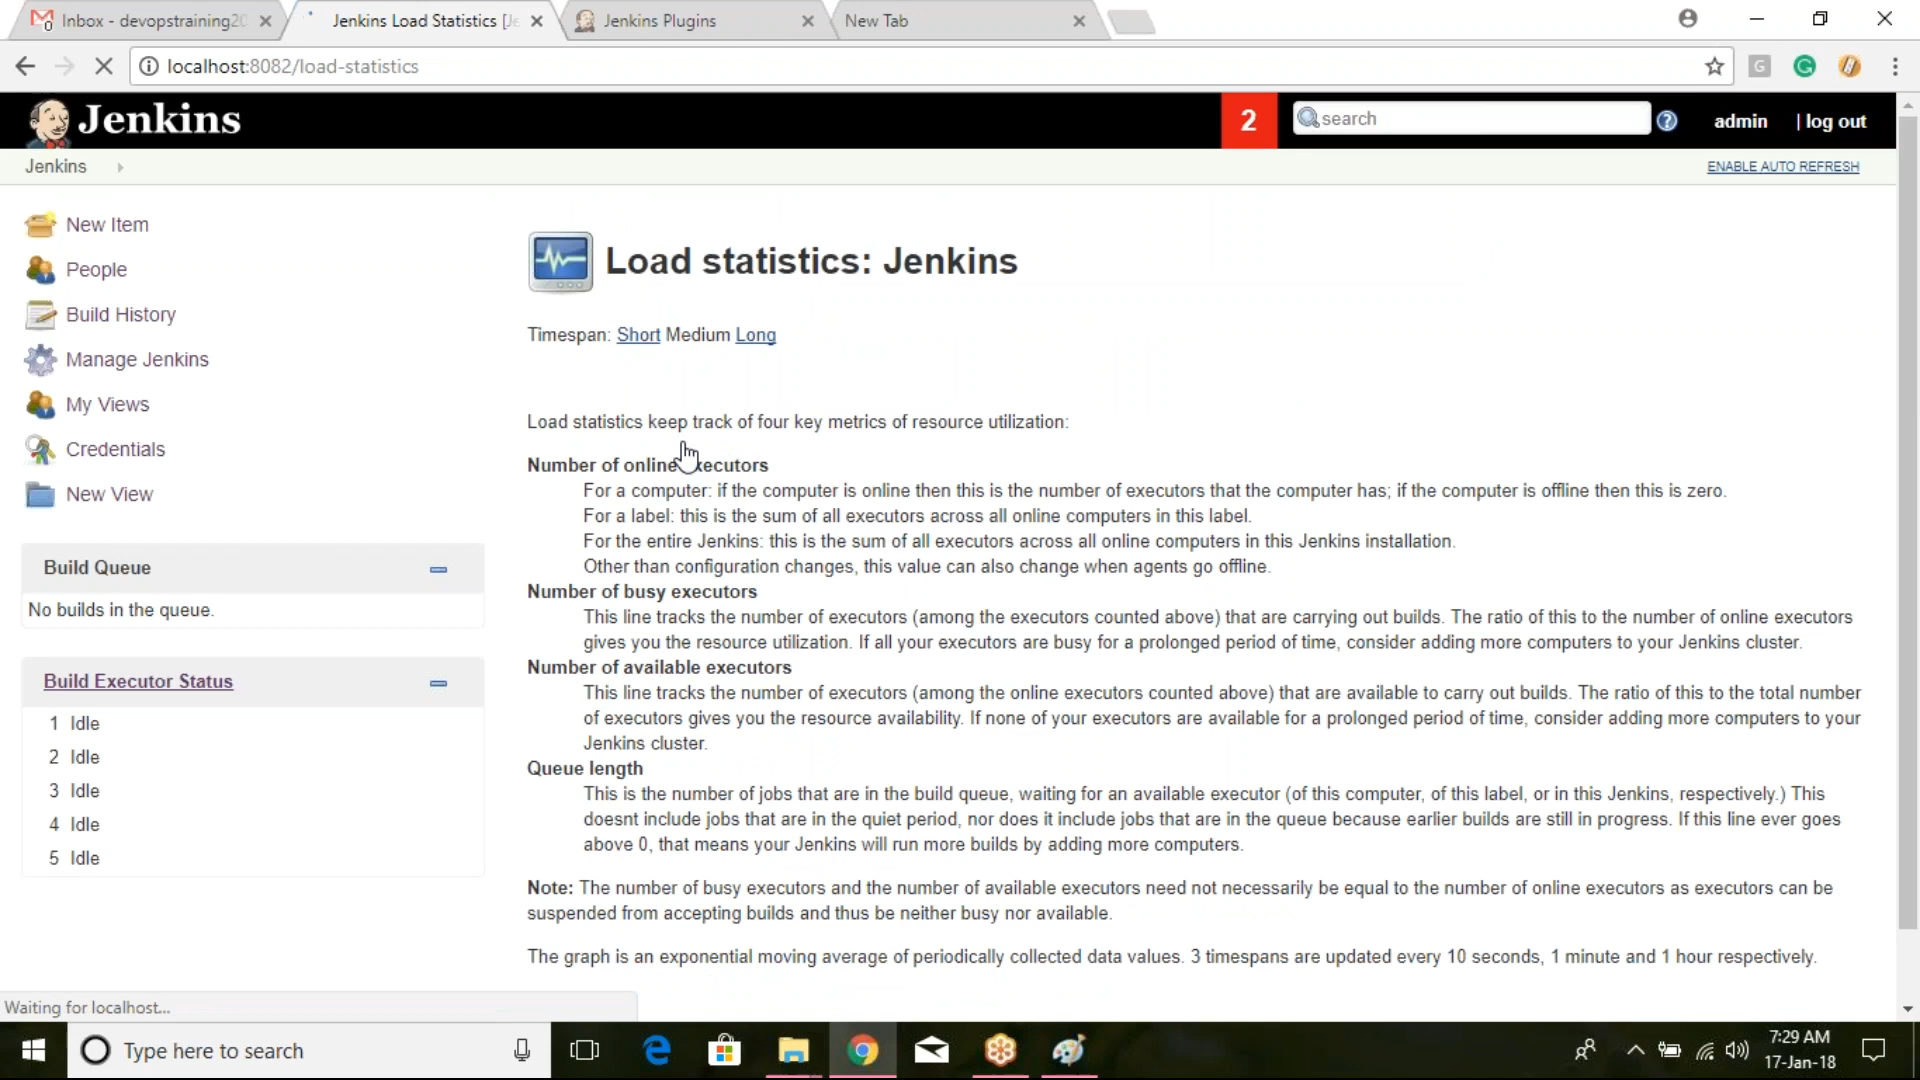 Inbox - devopstraining20
Jenkins Load Statistics [Je
Jenkins Plugins
New Tab
localhost:8082/load-statistics
Jenkins
2
search
admin
| log out
Jenkins
ENABLE AUTO REFRESH
New Item
People
Build History
Manage Jenkins
My Views
Credentials
New View
Build Queue
No builds in the queue.
Build Executor Status
1 Idle
2 Idle
3 Idle
4 Idle
5 Idle
Load statistics: Jenkins
Timespan: Short Medium Long
Load statistics keep track of four key metrics of resource utilization:
Number of online executors
For a computer: if the computer is online then this is the number of executors that the computer has; if the computer is offline then this is zero.
For a label: this is the sum of all executors across all online computers in this label.
For the entire Jenkins: this is the sum of all executors across all online computers in this Jenkins installation.
Other than configuration changes, this value can also change when agents go offline.
Number of busy executors
This line tracks the number of executors (among the executors counted above) that are carrying out builds. The ratio of this to the number of online executors
gives you the resource utilization. If all your executors are busy for a prolonged period of time, consider adding more computers to your Jenkins cluster.
Number of available executors
This line tracks the number of executors (among the online executors counted above) that are available to carry out builds. The ratio of this to the total number
of executors gives you the resource availability. If none of your executors are available for a prolonged period of time, consider adding more computers to your
Jenkins cluster.
Queue length
This is the number of jobs that are in the build queue, waiting for an available executor (of this computer, of this label, or in this Jenkins, respectively.) This
doesnt include jobs that are in the quiet period, nor does it include jobs that are in the queue because earlier builds are still in progress. If this line ever goes
above 0, that means your Jenkins will run more builds by adding more computers.
Note: The number of busy executors and the number of available executors need not necessarily be equal to the number of online executors as executors can be
suspended from accepting builds and thus be neither busy nor available.
The graph is an exponential moving average of periodically collected data values. 3 timespans are updated every 10 seconds, 1 minute and 1 hour respectively.
Waiting for localhost...
Type here to search
7:29 AM
17-Jan-18